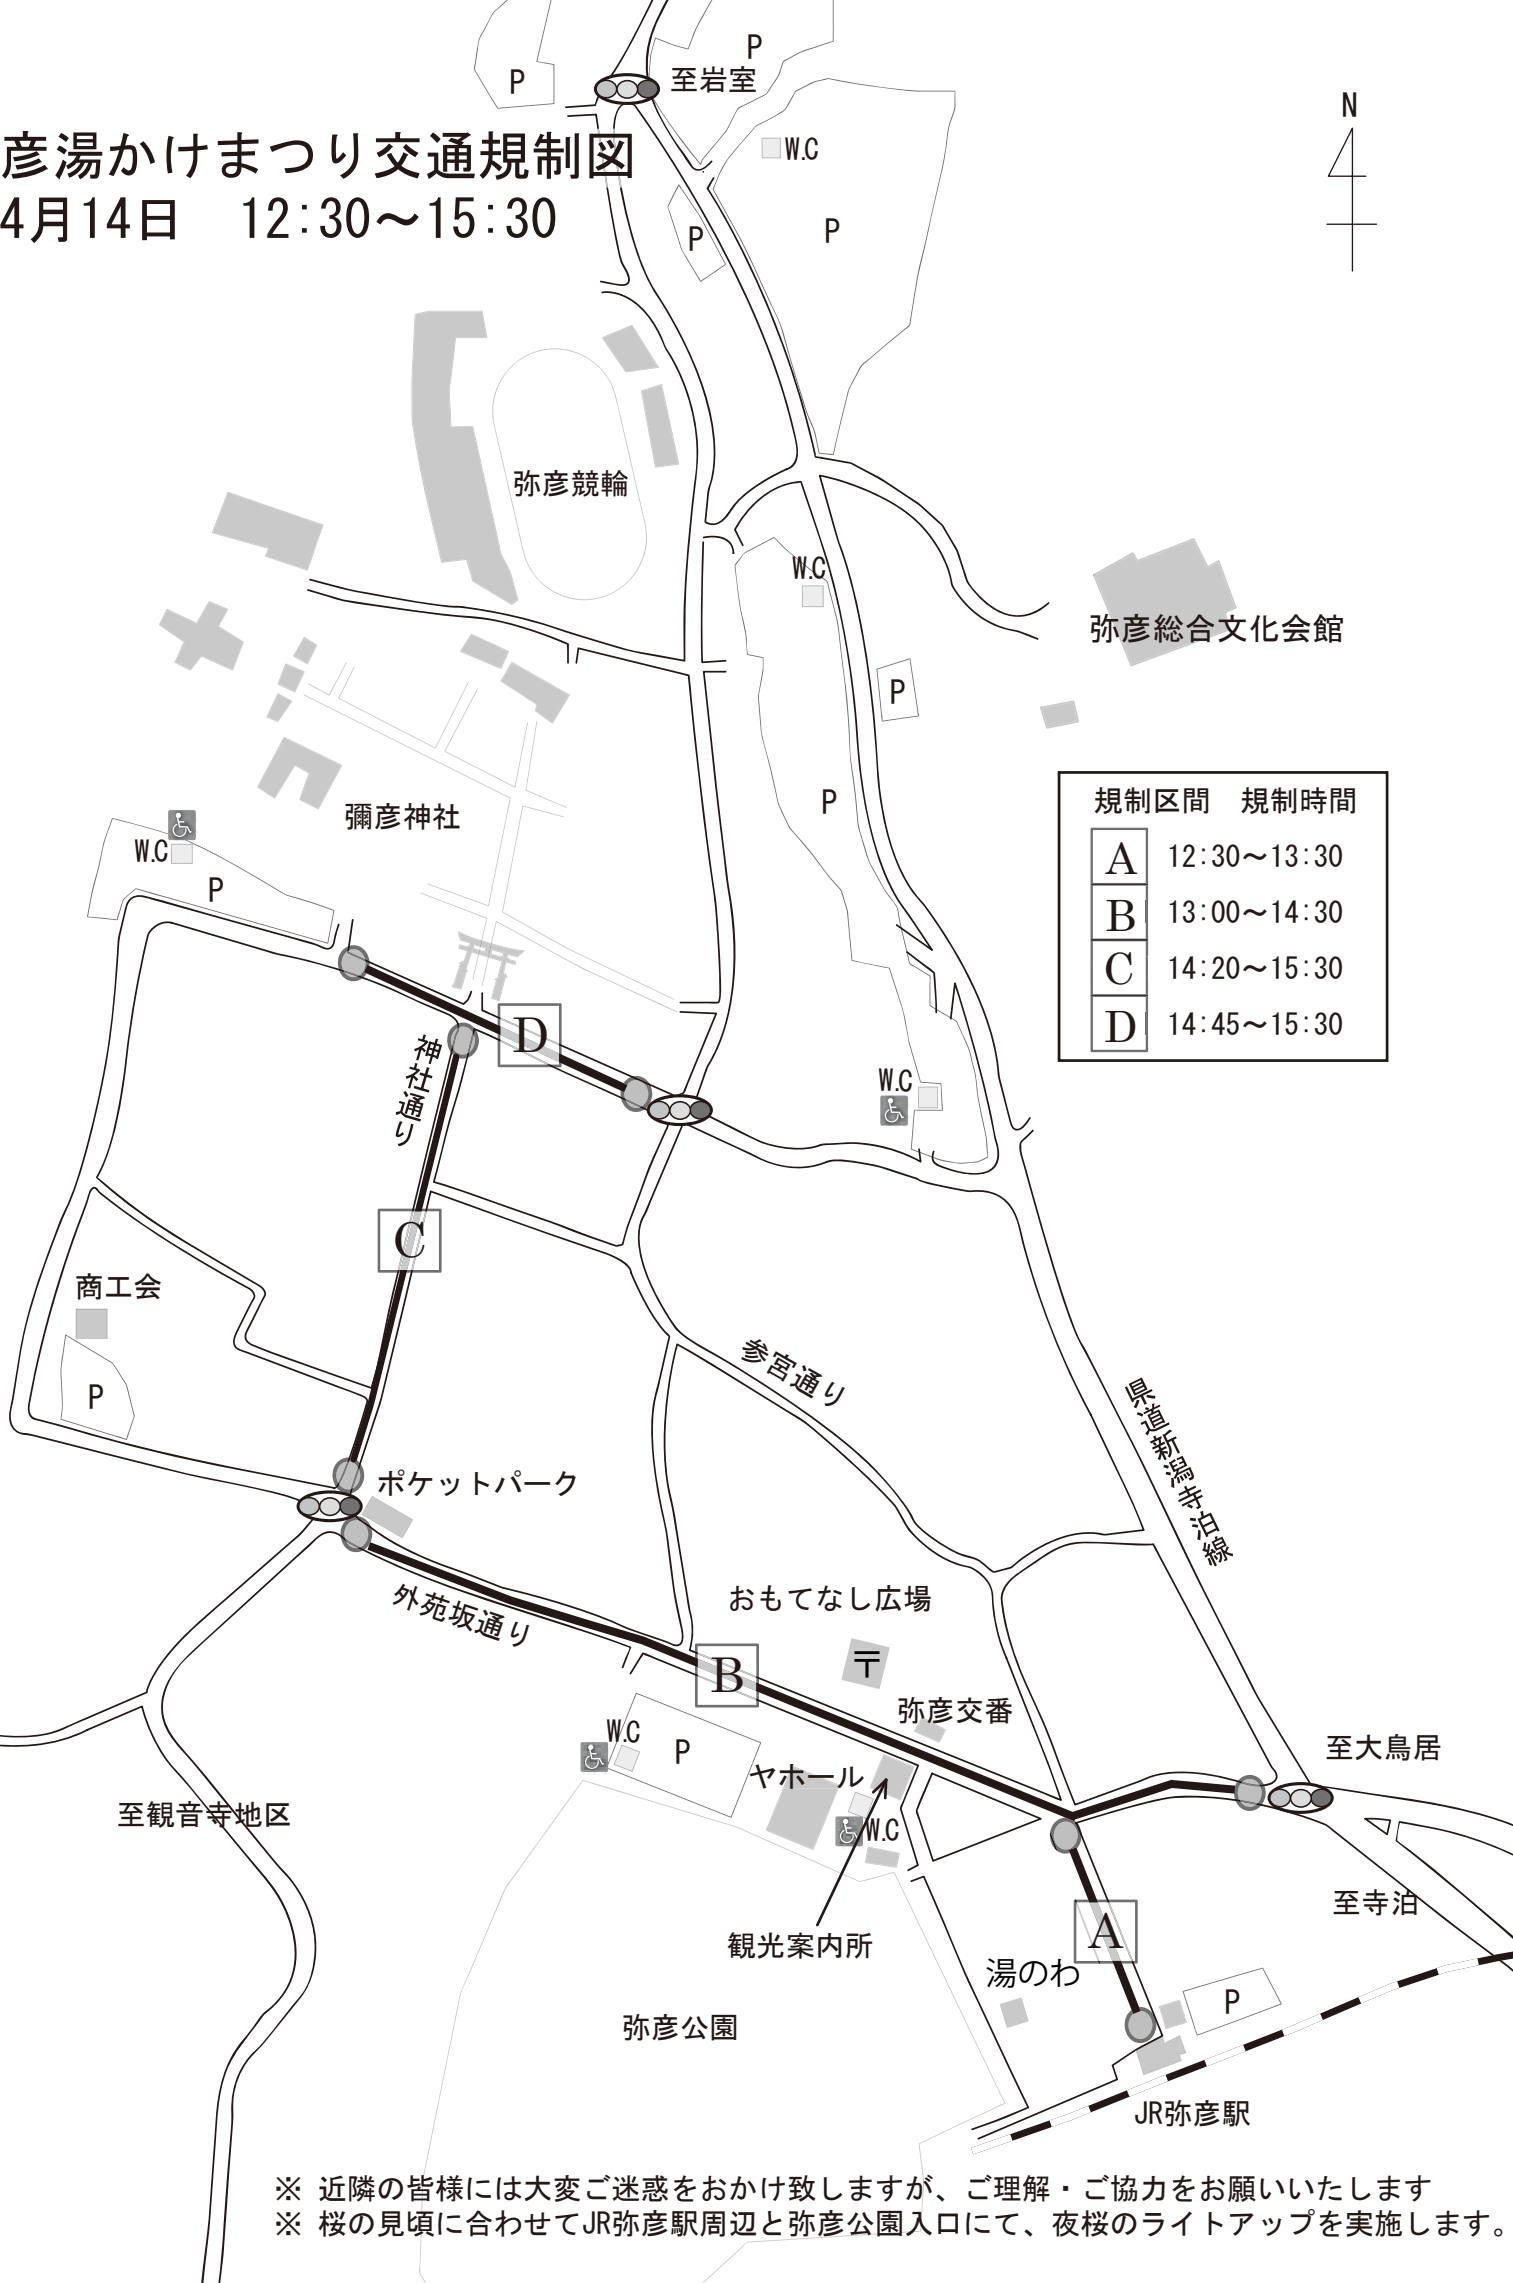 P
P
至岩室
N
彦湯かけまつり交通規制図
W.C
4月14日　12:30～15:30
P
P
弥彦競輪
W.C
弥彦総合文化会館
P
規制区間　規制時間
A 12:30～13:30
B 13:00～14:30
C 14:20～15:30
D 14:45～15:30
P
彌彦神社
W.C
P
D
神社通り
W.C
C
商工会
P
参宮通り
県道新潟寺泊線
ポケットパーク
外苑坂通り
おもてなし広場
〒
B
弥彦交番
W.C
P
ヤホール
至大鳥居
至観音寺地区
W.C
至寺泊
A
観光案内所
湯のわ
P
弥彦公園
JR弥彦駅
※ 近隣の皆様には大変ご迷惑をおかけ致しますが、ご理解・ご協力をお願いいたします
※ 桜の見頃に合わせてJR弥彦駅周辺と弥彦公園入口にて、夜桜のライトアップを実施します。